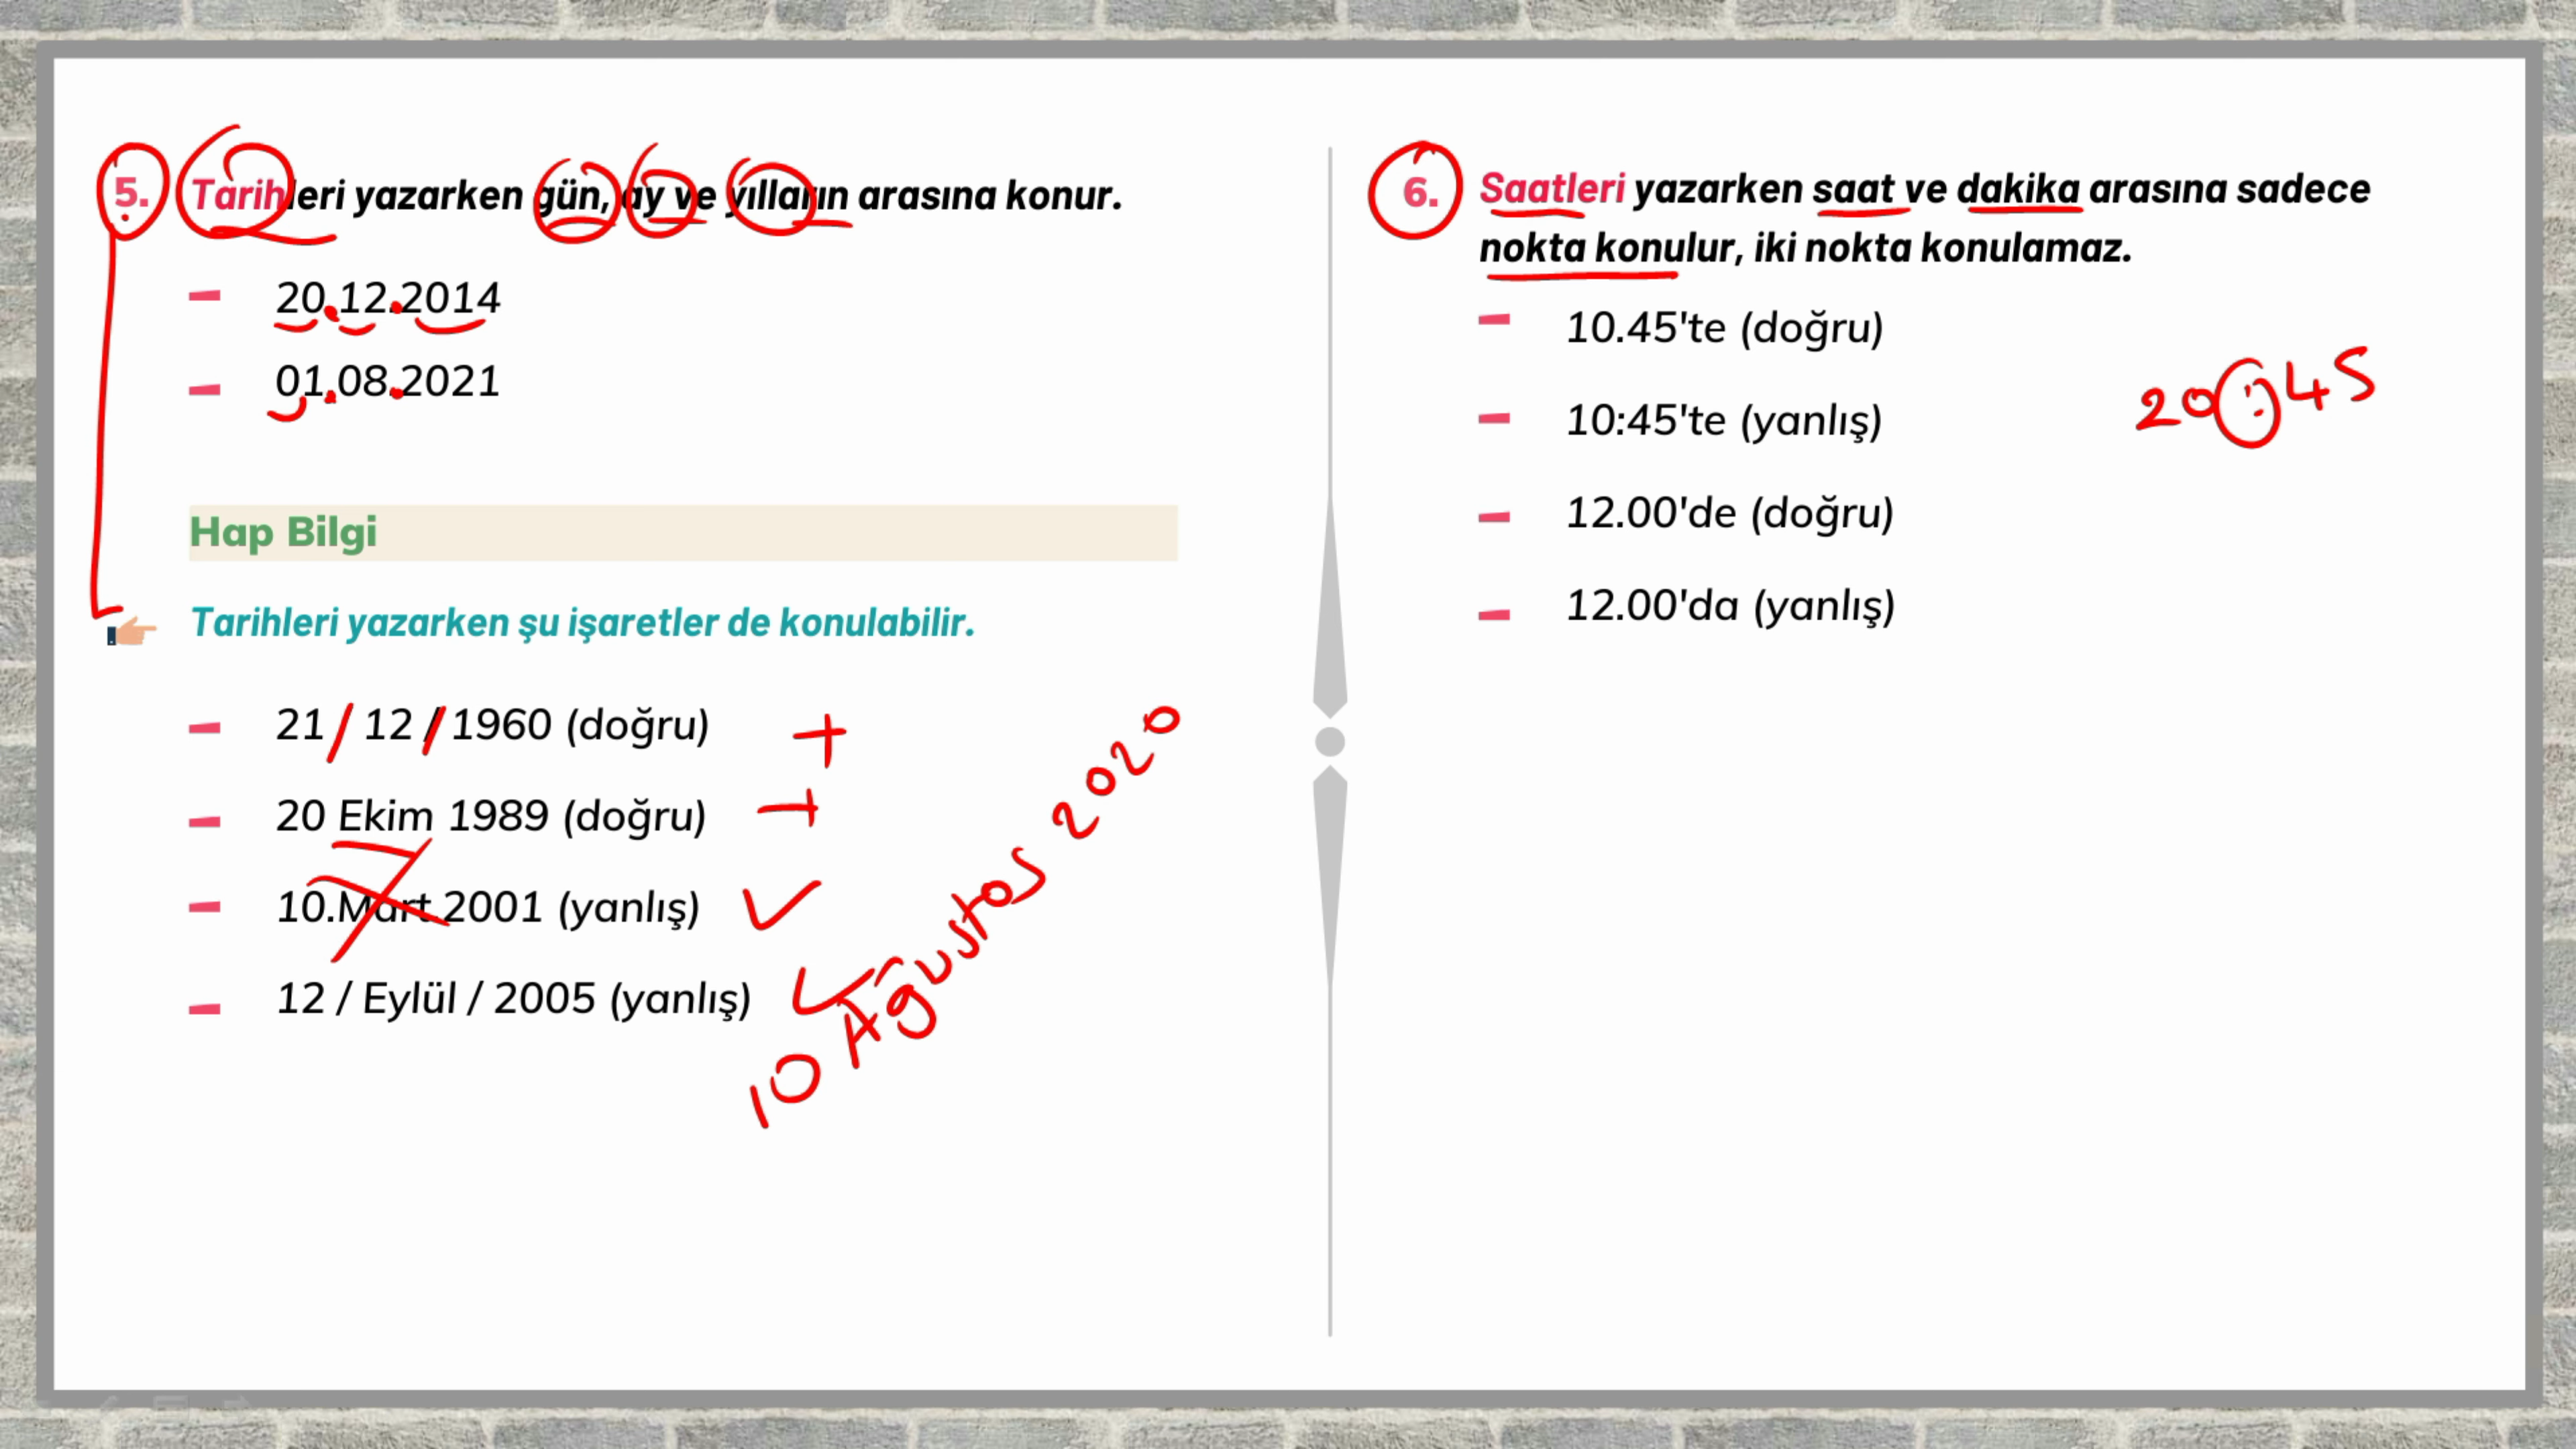 5. Tarihleri yazarken gün, ay ve yılların arasına konur.
20.12.2014
01.08.2021
Hap Bilgi
Tarihleri yazarken şu işaretler de konulabilir.
21 / 12 / 1960 (doğru)
20 Ekim 1989 (doğru)
10.Mart.2001 (yanlış)
12 / Eylül / 2005 (yanlış)
10 Ağustos 2020
6. Saatleri yazarken saat ve dakika arasına sadece
nokta konulur, iki nokta konulamaz.
10.45'te (doğru)
10:45'te (yanlış)
12.00'de (doğru)
12.00'da (yanlış)
20:45